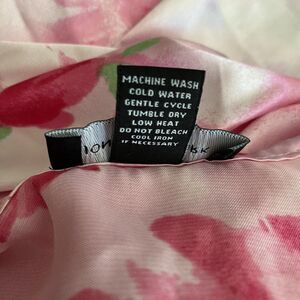 MACHINE WASH
COLD WATER
GENTLE CYCLE
TUMBLE DRY
LOW HEAT
DO NOT BLEACH
COOL IRON
IF NECESSARY